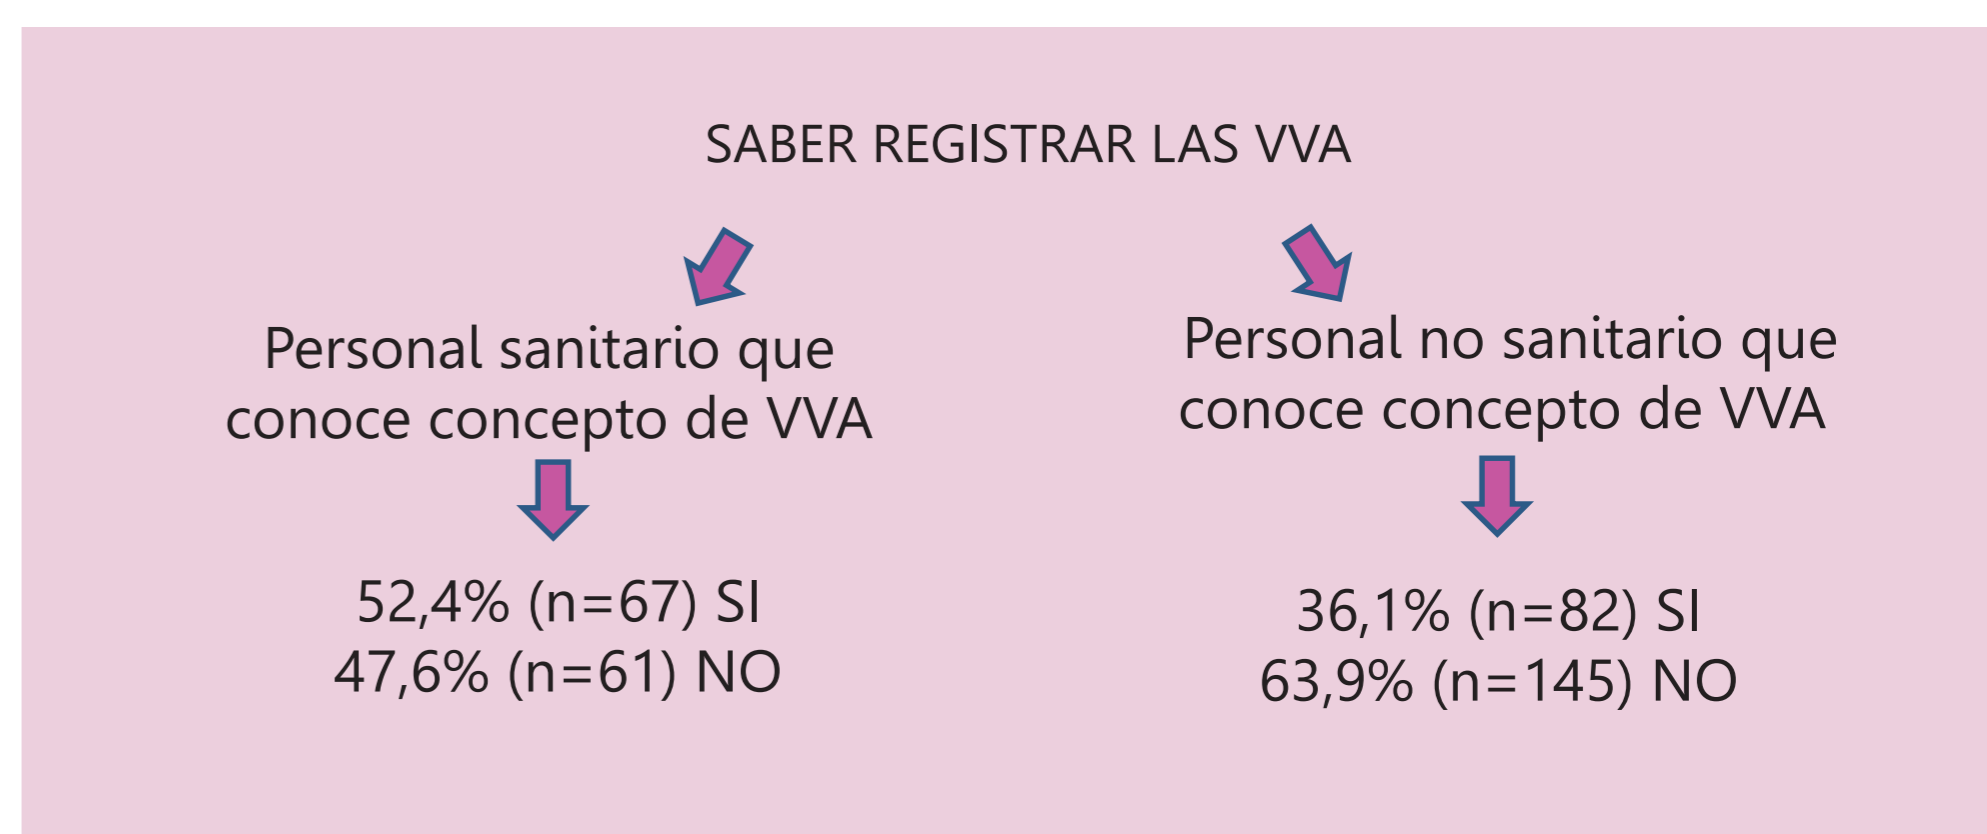 SABER REGISTRAR LAS VVA
Personal sanitario que
conoce concepto de VVA
52,4% (n=67) SI
47,6% (n=61) NO
Personal no sanitario que
conoce concepto de VVA
36,1% (n=82) SI
63,9% (n=145) NO